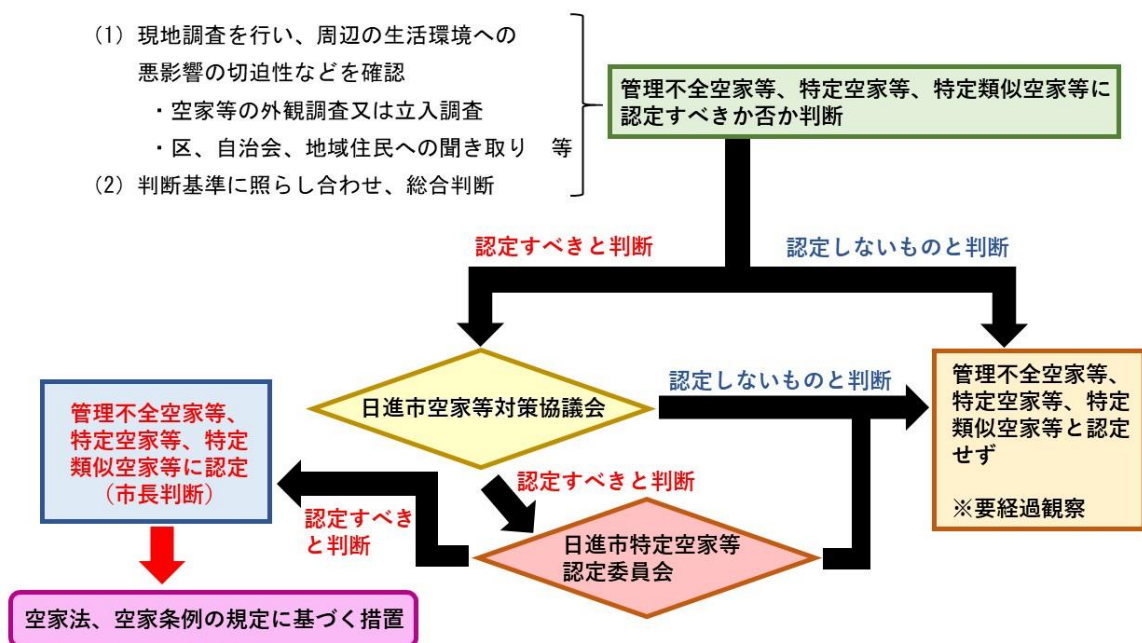 (1) 現地調査を行い、周辺の生活環境への
悪影響の切迫性などを確認
・空家等の外観調査又は立入調査
・区、自治会、地域住民への聞き取り 等
(2) 判断基準に照らし合わせ、総合判断
管理不全空家等、特定空家等、特定類似空家等に
認定すべきか否か判断
認定すべきと判断
認定しないものと判断
日進市空家等対策協議会
認定しないものと判断
管理不全空家等、
特定空家等、特定
類似空家等と認定
せず
※要経過観察
管理不全空家等、
特定空家等、特定
類似空家等に認定
(市長判断)
認定すべきと判断
認定すべき
と判断
日進市特定空家等
認定委員会
空家法、空家条例の規定に基づく措置